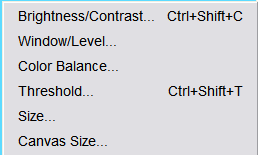 Brightness/Contrast... Ctrl+Shift+C
Window/Level...
Color Balance...
Threshold... Ctrl+Shift+T
Size...
Canvas Size...